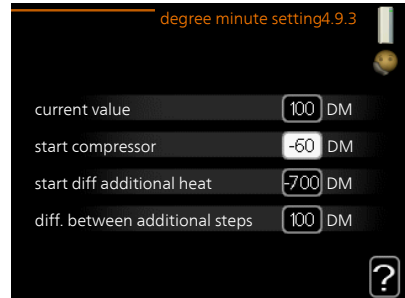 degree minute setting4.9.3
current value 100 DM
start compressor -60 DM
start diff additional heat -700 DM
diff. between additional steps 100 DM
?